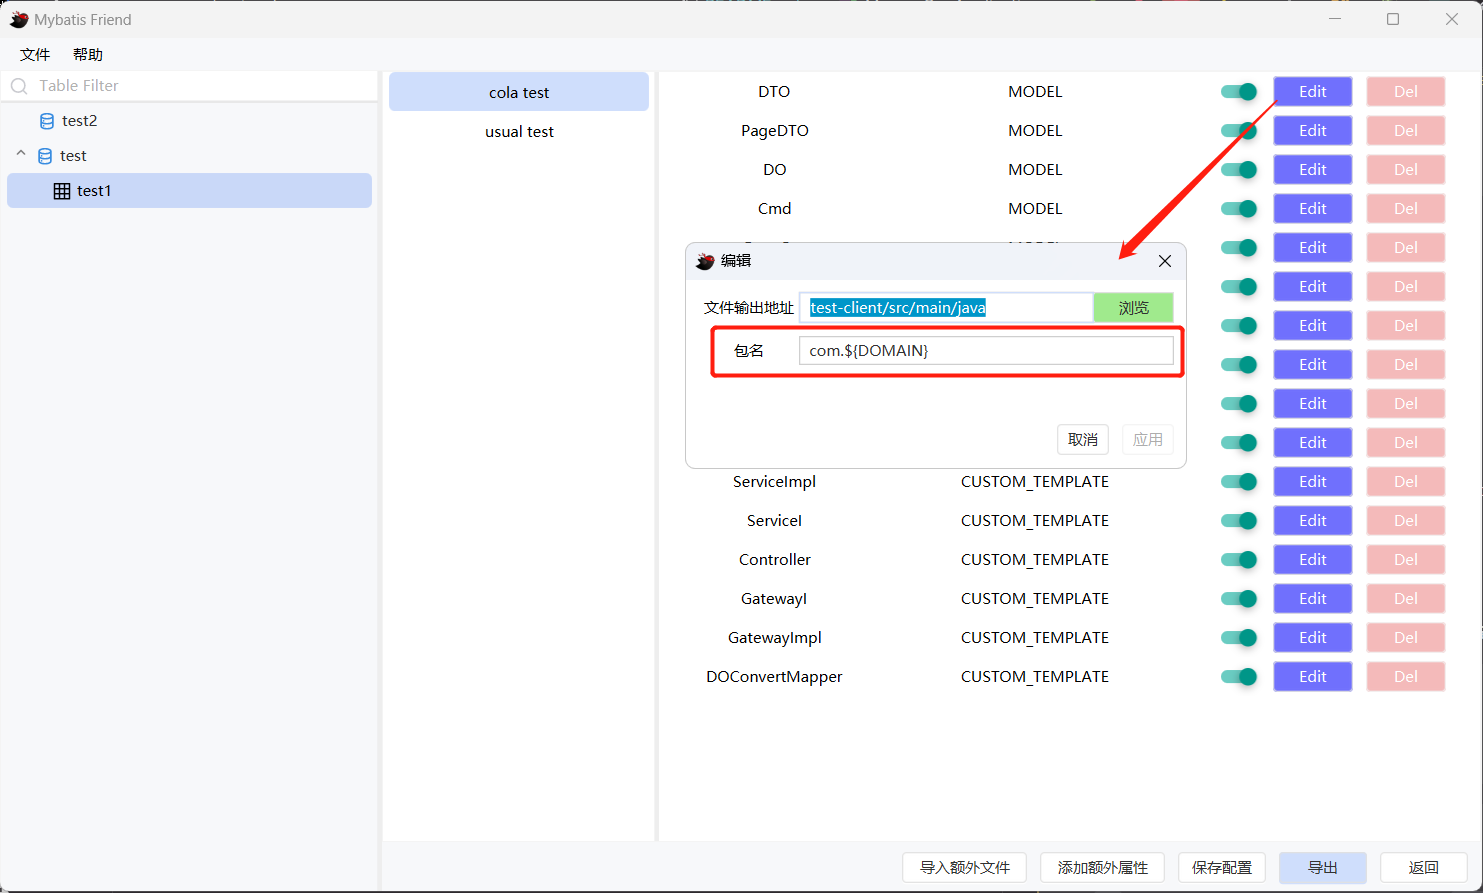 Mybatis Friend
文件 帮助
Table Filter
test2
test
test1
cola test
usual test
DTO MODEL Edit Del
PageDTO MODEL Edit Del
DO MODEL Edit Del
Cmd MODEL Edit Del
Edit Del
Edit Del
Edit Del
Edit Del
Edit Del
Edit Del
编辑
文件输出地址 test-client/src/main/java 浏览
包名 com.${DOMAIN}
取消 应用
ServiceImpl CUSTOM_TEMPLATE Edit Del
ServiceI CUSTOM_TEMPLATE Edit Del
Controller CUSTOM_TEMPLATE Edit Del
GatewayI CUSTOM_TEMPLATE Edit Del
GatewayImpl CUSTOM_TEMPLATE Edit Del
DOConvertMapper CUSTOM_TEMPLATE Edit Del
导入额外文件 添加额外属性 保存配置 导出 返回